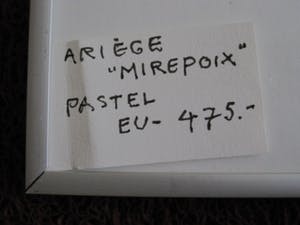 ARIÈGE
"MIREPOIX"
PASTEL
EU- 475.-